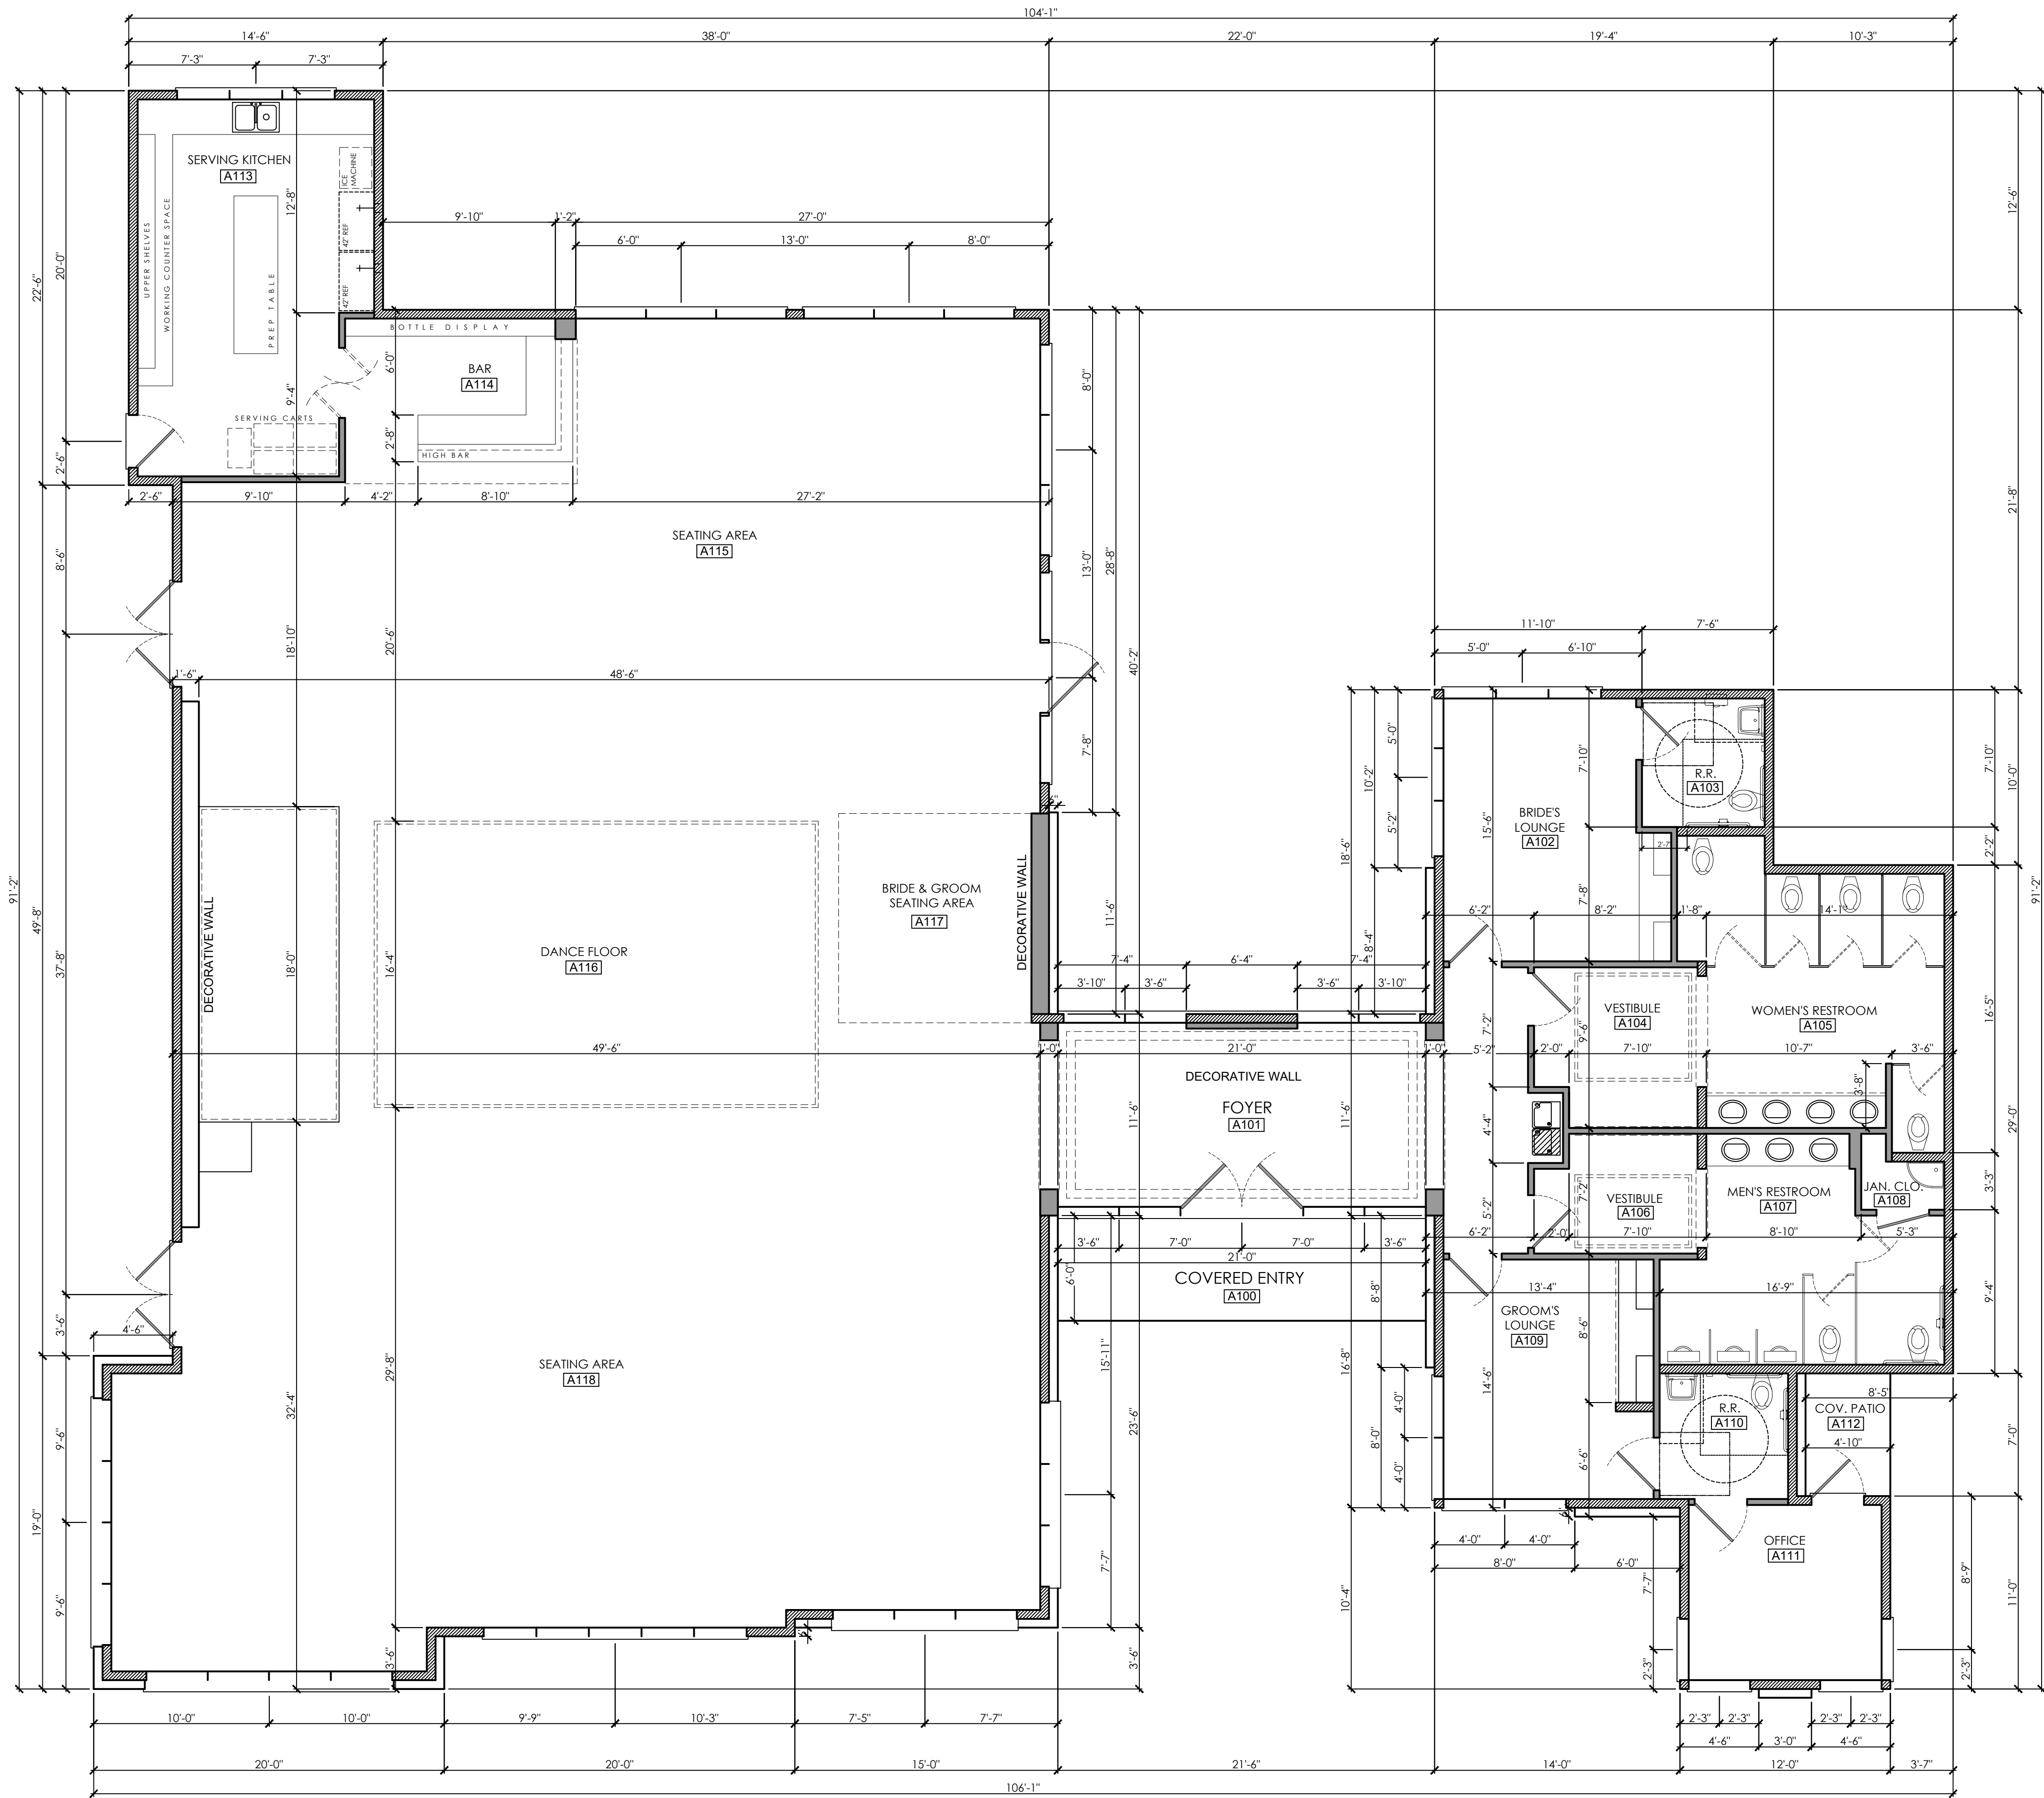 104'-1"
14'-6"
38'-0"
22'-0"
19'-4"
10'-3"
7'-3"
7'-3"
SERVING KITCHEN
A113
ICE
MACHINE
UPPER SHELVES
WORKING COUNTER SPACE
PREP TABLE
42" REF
42" REF
12'-8"
12'-6"
20'-0"
22'-6"
9'-10"
1'-2"
27'-0"
6'-0"
13'-0"
8'-0"
BOTTLE DISPLAY
BAR
A114
6'-0"
21'-8"
8'-0"
9'-4"
SERVING CARTS
2'-8"
HIGH BAR
2'-6"
2'-6"
9'-10"
4'-2"
8'-10"
27'-2"
SEATING AREA
A115
8'-6"
13'-0"
28'-8"
18'-10"
20'-6"
40'-2"
1'-6"
48'-6"
7'-8"
11'-10"
7'-6"
5'-0"
6'-10"
5'-0"
7'-10"
7'-10"
10'-0"
10'-2"
R.R.
A103
BRIDE'S
LOUNGE
A102
15'-6"
5'-2"
18'-6"
2'-7"
2'-2"
91'-2"
49'-8"
91'-2"
DECORATIVE WALL
BRIDE & GROOM
SEATING AREA
A117
DECORATIVE WALL
11'-6"
7'-8"
6'-2"
8'-2"
1'-8"
14'-1"
8'-4"
DANCE FLOOR
A116
37'-8"
18'-0"
16'-4"
7'-4"
6'-4"
7'-4"
3'-10"
3'-6"
3'-6"
3'-10"
VESTIBULE
A104
WOMEN'S RESTROOM
A105
16'-5"
7'-2"
9'-6"
49'-6"
1'-0"
21'-0"
1'-0"
5'-2"
2'-0"
7'-10"
10'-7"
3'-6"
DECORATIVE WALL
FOYER
A101
3'-8"
11'-6"
11'-6"
4'-4"
29'-0"
3'-3"
7'-2"
5'-2"
VESTIBULE
A106
MEN'S RESTROOM
A107
JAN. CLO.
A108
6'-2"
2'-0"
7'-10"
8'-10"
5'-3"
3'-6"
7'-0"
7'-0"
3'-6"
21'-0"
6'-0"
COVERED ENTRY
A100
8'-8"
13'-4"
16'-9"
9'-4"
GROOM'S
LOUNGE
A109
8'-6"
3'-6"
4'-6"
SEATING AREA
A118
29'-8"
32'-4"
15'-11"
16'-8"
14'-6"
8'-5"
R.R.
A110
COV. PATIO
A112
4'-10"
4'-0"
8'-0"
4'-0"
23'-6"
6'-6"
7'-0"
9'-6"
19'-0"
9'-6"
7'-7"
4'-0"
4'-0"
8'-0"
6'-0"
OFFICE
A111
7'-7"
8'-9"
11'-0"
10'-4"
3'-6"
3'-6"
2'-3"
2'-3"
10'-0"
10'-0"
9'-9"
10'-3"
7'-5"
7'-7"
2'-3"
2'-3"
2'-3"
2'-3"
4'-6"
3'-0"
4'-6"
20'-0"
20'-0"
15'-0"
21'-6"
14'-0"
12'-0"
3'-7"
106'-1"